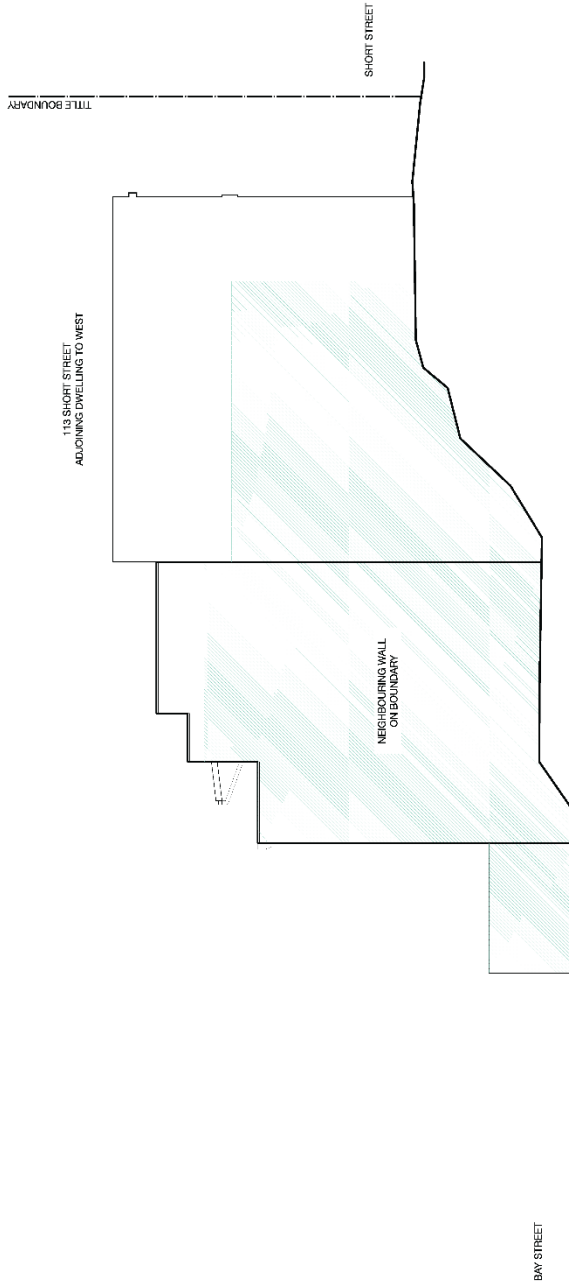 TITLE BOUNDARY
SHORT STREET
113 SHORT STREET
ADJOINING DWELLING TO WEST
NEIGHBOURING WALL
ON BOUNDARY
BAY STREET